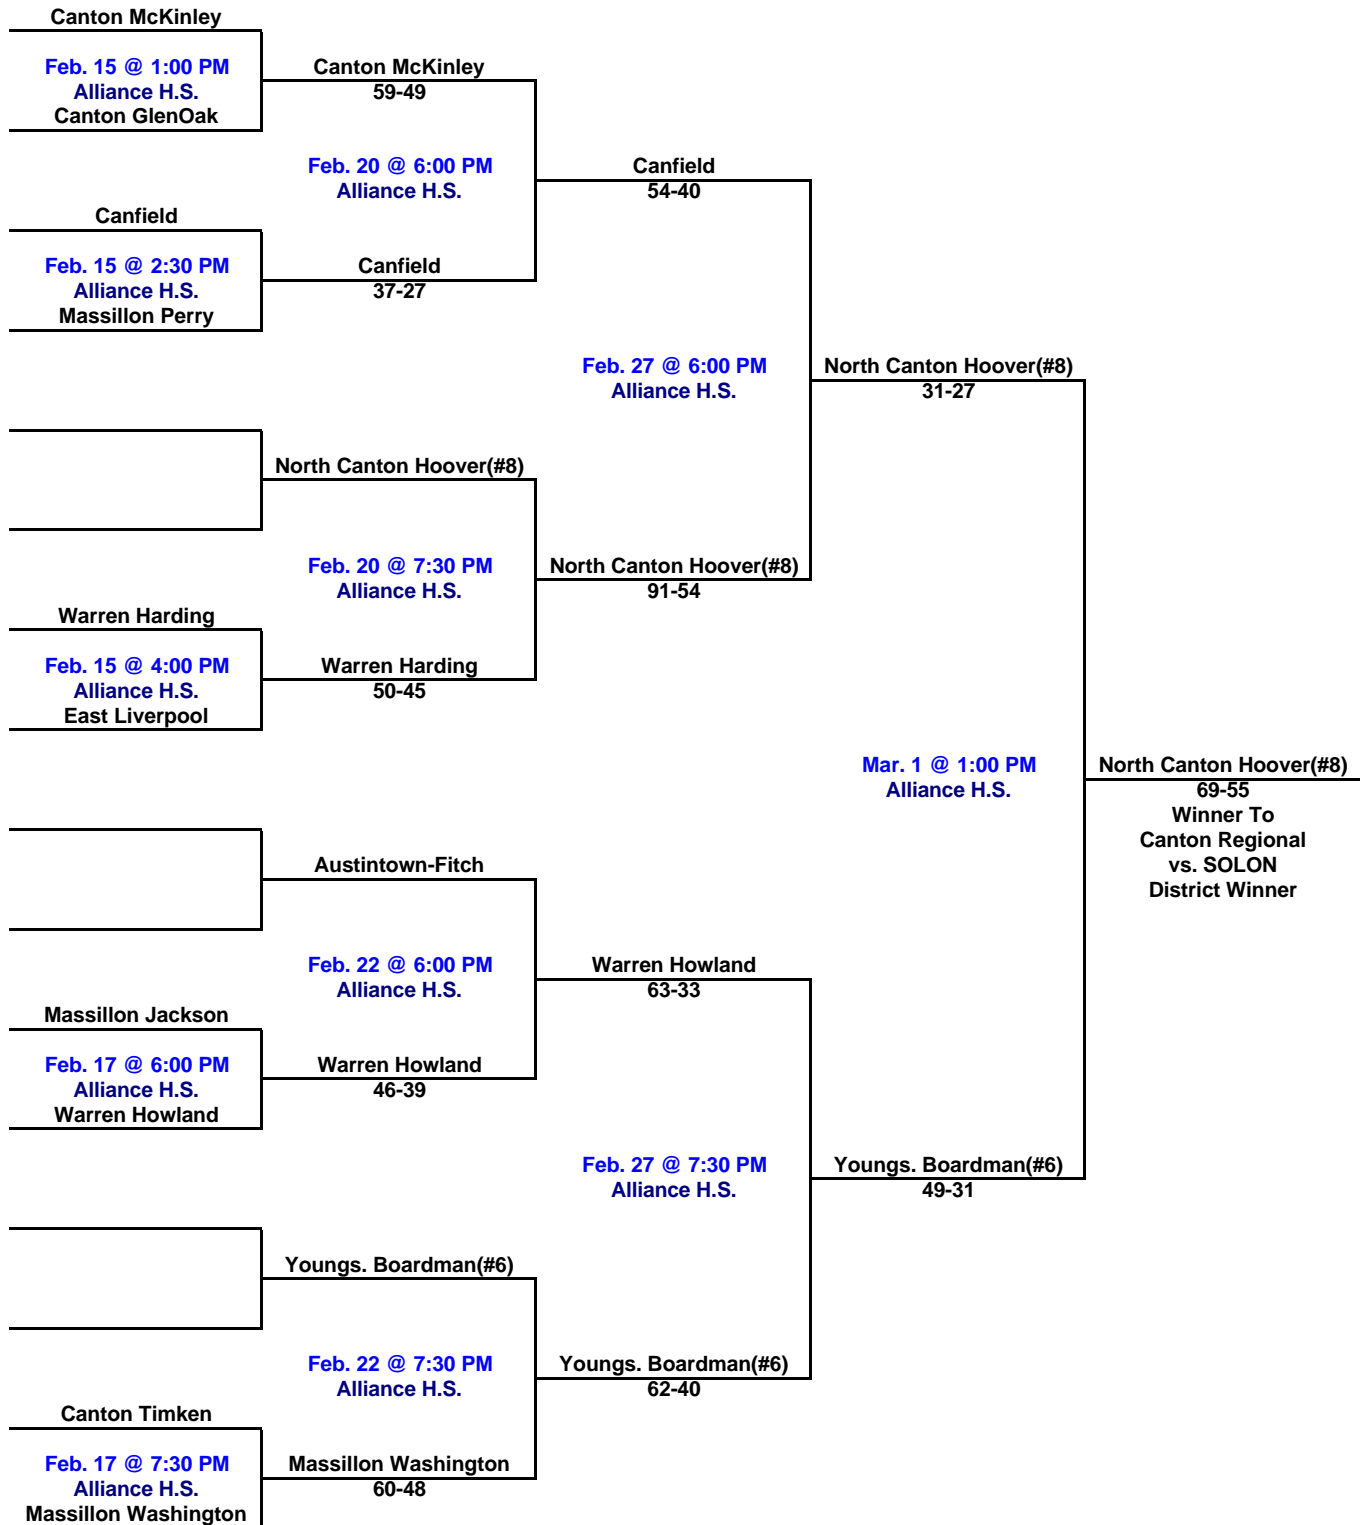 Canton McKinley
Feb. 15 @ 1:00 PM
Alliance H.S.
Canton GlenOak
Canton McKinley
59-49
Feb. 20 @ 6:00 PM
Alliance H.S.
Canfield
54-40
Canfield
Feb. 15 @ 2:30 PM
Alliance H.S.
Massillon Perry
Canfield
37-27
Feb. 27 @ 6:00 PM
Alliance H.S.
North Canton Hoover(#8)
31-27
North Canton Hoover(#8)
Feb. 20 @ 7:30 PM
Alliance H.S.
North Canton Hoover(#8)
91-54
Warren Harding
Feb. 15 @ 4:00 PM
Alliance H.S.
East Liverpool
Warren Harding
50-45
Mar. 1 @ 1:00 PM
Alliance H.S.
North Canton Hoover(#8)
69-55
Winner To
Canton Regional
vs. SOLON
District Winner
Austintown-Fitch
Feb. 22 @ 6:00 PM
Alliance H.S.
Warren Howland
63-33
Massillon Jackson
Feb. 17 @ 6:00 PM
Alliance H.S.
Warren Howland
Warren Howland
46-39
Feb. 27 @ 7:30 PM
Alliance H.S.
Youngs. Boardman(#6)
49-31
Youngs. Boardman(#6)
Feb. 22 @ 7:30 PM
Alliance H.S.
Youngs. Boardman(#6)
62-40
Canton Timken
Feb. 17 @ 7:30 PM
Alliance H.S.
Massillon Washington
Massillon Washington
60-48